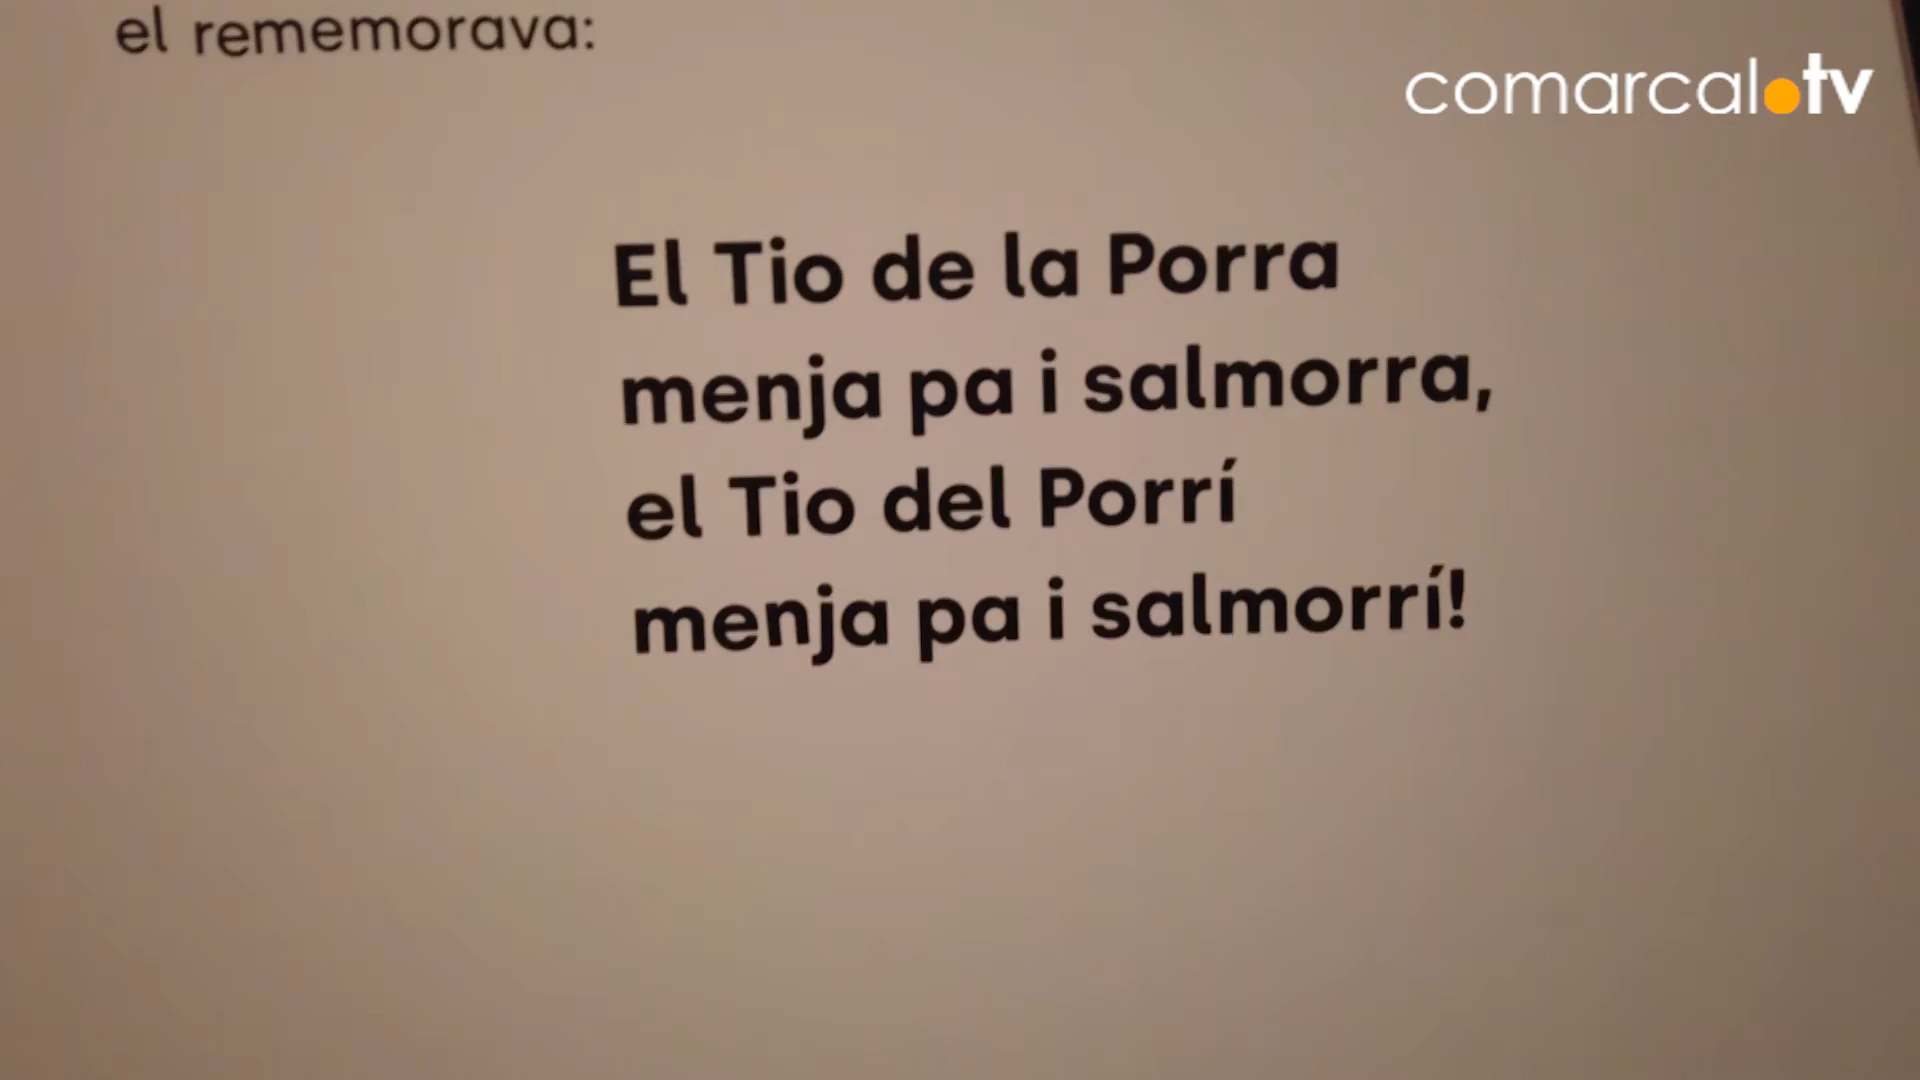 el rememorava:
comarcal.tv
El Tio de la Porra
menja pa i salmorra,
el Tio del Porrí
menja pa i salmorrí!